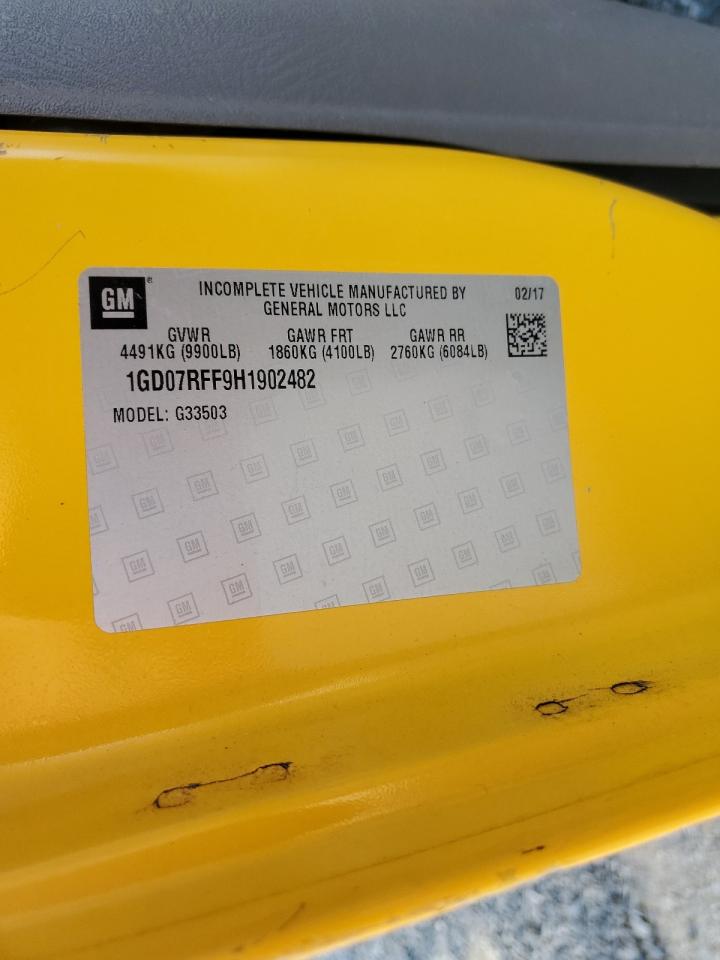 GM
INCOMPLETE VEHICLE MANUFACTURED BY
GENERAL MOTORS LLC
02/17
GVWR GAWR FRT GAWR RR
4491KG (9900LB) 1860KG (4100LB) 2760KG (6084LB)
1GD07RFF9H1902482
MODEL: G33503